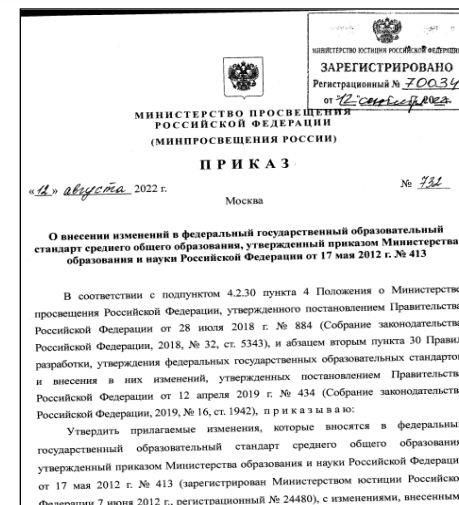 МИНИСТЕРСТВО ЮСТИЦИИ РОССИЙСКОЙ ФЕДЕРАЦИИ
ЗАРЕГИСТРИРОВАНО
Регистрационный № 70034
от "12" сентября 2022
МИНИСТЕРСТВО ПРОСВЕЩЕНИЯ
РОССИЙСКОЙ ФЕДЕРАЦИИ
(МИНПРОСВЕЩЕНИЯ РОССИИ)
ПРИКАЗ
«12» августа 2022 г.
№ 732
Москва
О внесении изменений в федеральный государственный образовательный
стандарт среднего общего образования, утвержденный приказом Министерства
образования и науки Российской Федерации от 17 мая 2012 г. № 413
В соответствии с подпунктом 4.2.30 пункта 4 Положения о Министерстве
просвещения Российской Федерации, утвержденного постановлением Правительства
Российской Федерации от 28 июля 2018 г. № 884 (Собрание законодательства
Российской Федерации, 2018, № 32, ст. 5343), и абзацем вторым пункта 30 Правил
разработки, утверждения федеральных государственных образовательных стандартов
и внесения в них изменений, утвержденных постановлением Правительства
Российской Федерации от 12 апреля 2019 г. № 434 (Собрание законодательства
Российской Федерации, 2019, № 16, ст. 1942), п р и к а з ы в а ю:
Утвердить прилагаемые изменения, которые вносятся в федеральный
государственный образовательный стандарт среднего общего образования,
утвержденный приказом Министерства образования и науки Российской Федерации
от 17 мая 2012 г. № 413 (зарегистрирован Министерством юстиции Российской
Федерации 7 июня 2012 г., регистрационный № 24480), с изменениями, внесенными